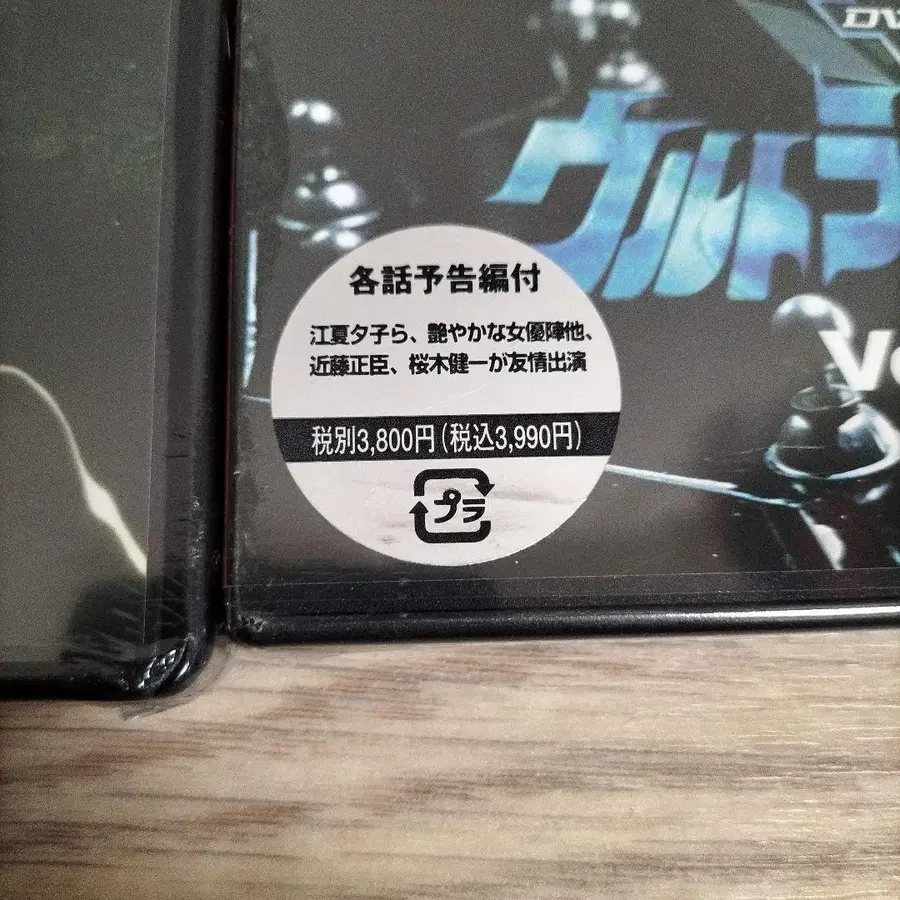 ウルトラ
各話予告編付
江夏夕子ら、艶やかな女優陣他、
近藤正臣、桜木健一が友情出演
税別3,800円(税込3,990円)
プラ